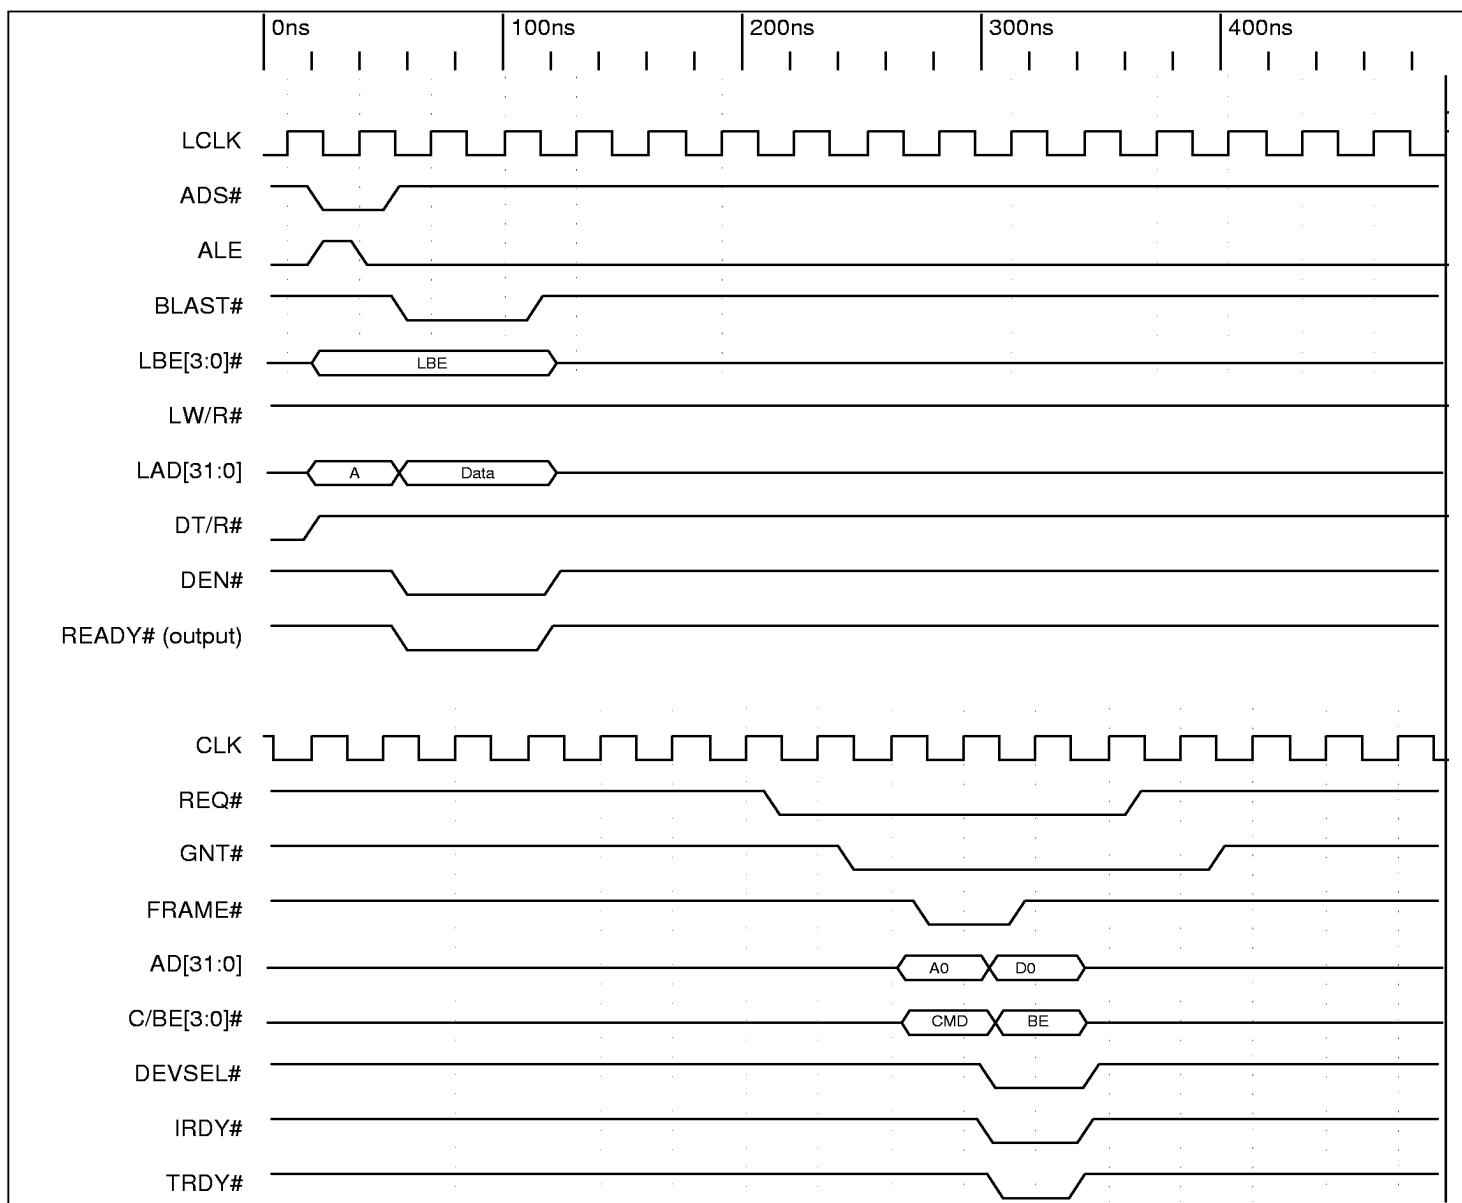 0ns 100ns 200ns 300ns 400ns
LCLK
ADS#
ALE
BLAST#
LBE[3:0]# LBE
LW/R#
LAD[31:0] A Data
DT/R#
DEN#
READY# (output)
CLK
REQ#
GNT#
FRAME#
AD[31:0] A0 D0
C/BE[3:0]# CMD BE
DEVSEL#
IRDY#
TRDY#